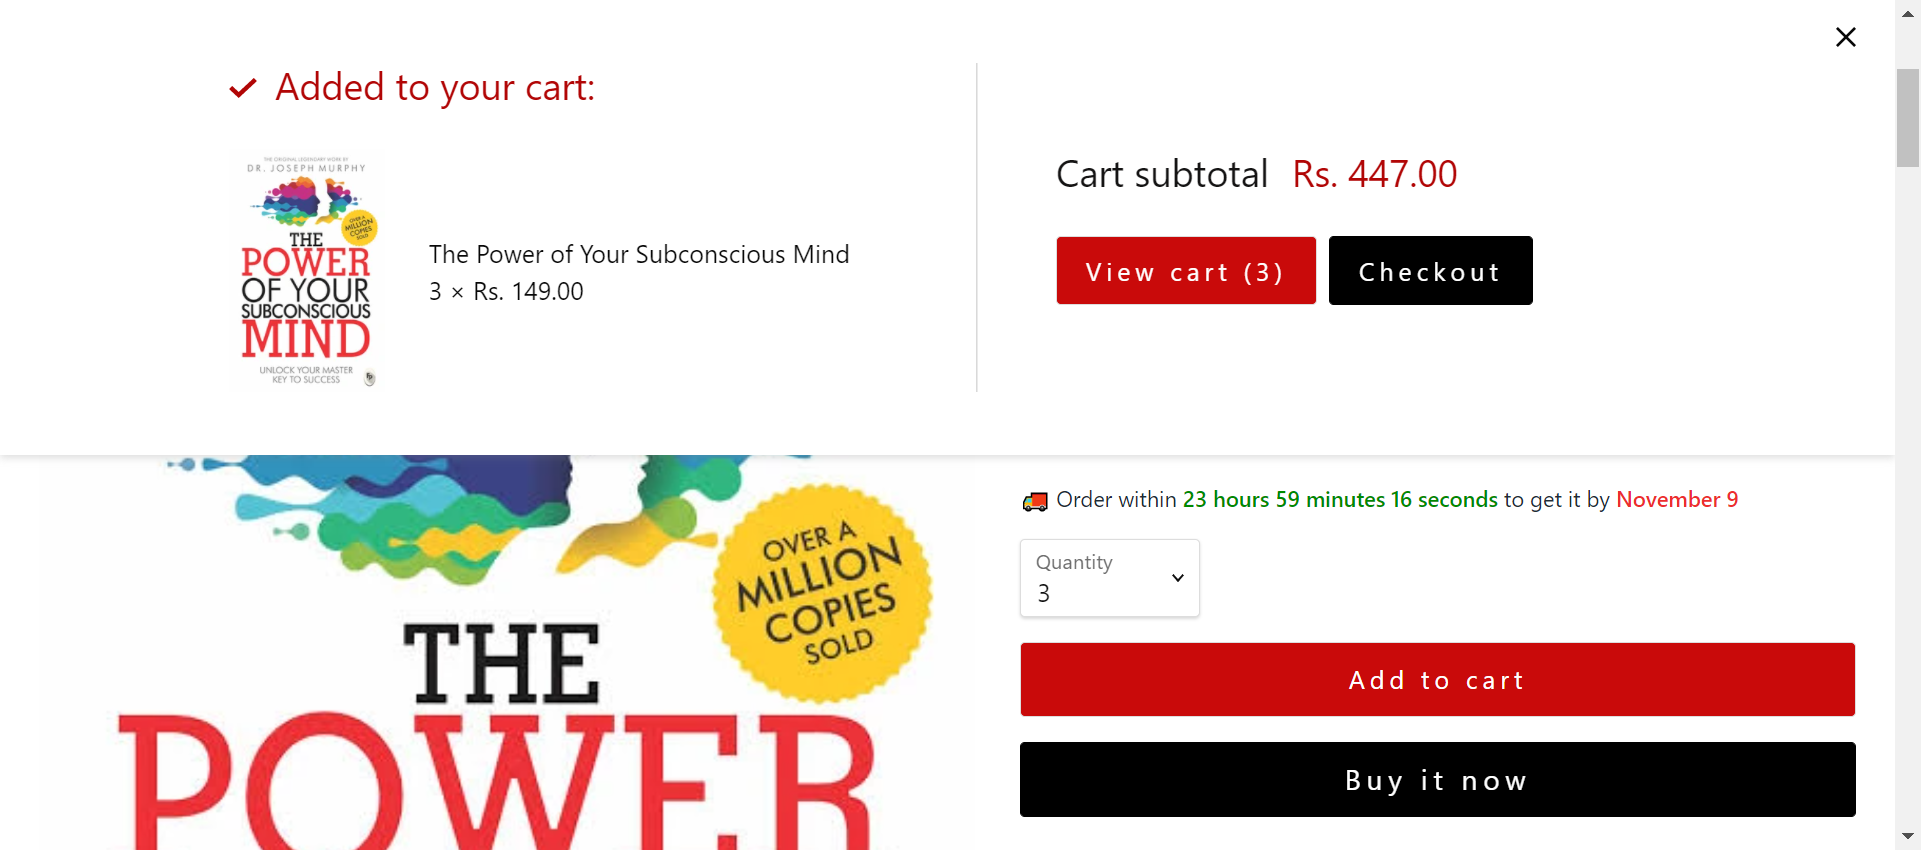 Added to your cart:
THE ORIGINAL LEGENDARY WORK BY
DR. JOSEPH MURPHY
OVER A
MILLION
COPIES
SOLD
THE
POWER
OF YOUR
SUBCONSCIOUS
MIND
UNLOCK YOUR MASTER
KEY TO SUCCESS
The Power of Your Subconscious Mind
3 × Rs. 149.00
Cart subtotal Rs. 447.00
View cart (3) Checkout
OVER A
MILLION
COPIES
SOLD
THE
POWER
Order within 23 hours 59 minutes 16 seconds to get it by November 9
Quantity
3
Add to cart
Buy it now